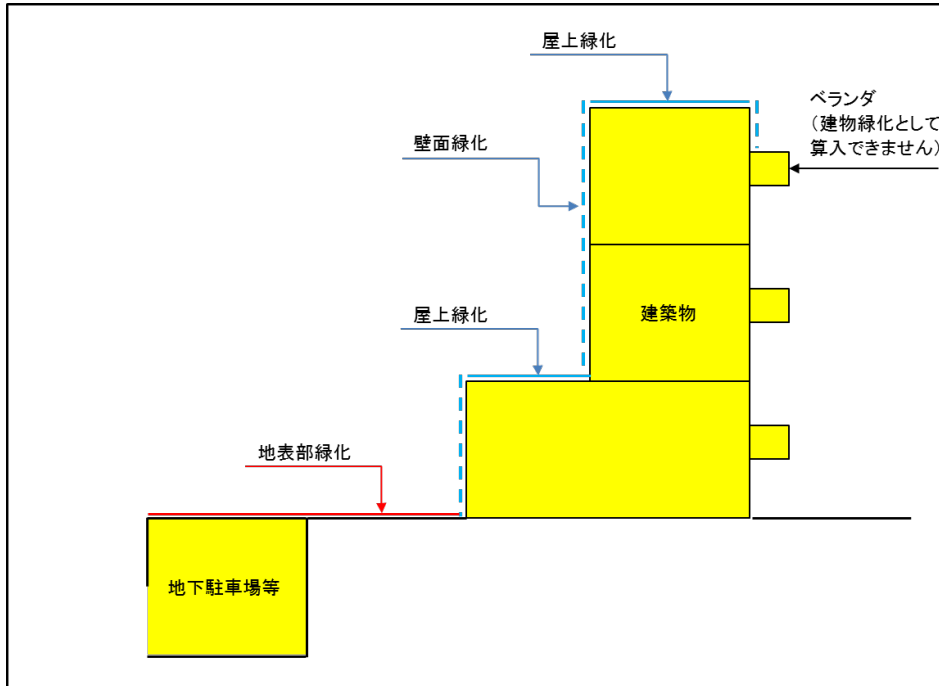 屋上緑化
ベランダ
（建物緑化として
算入できません）
壁面緑化
屋上緑化
建築物
地表部緑化
地下駐車場等